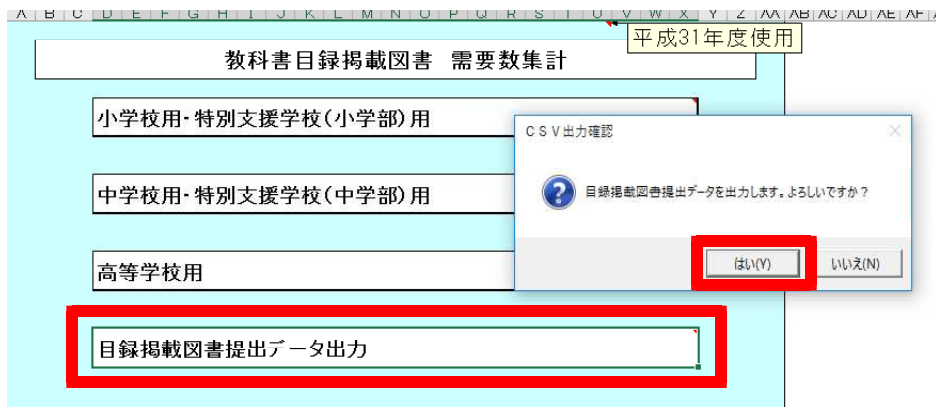 A B C D E F G H I J K L M N O P Q R S T U V W X Y Z AA AB AC AD AE AF
平成31年度使用
教科書目録掲載図書 需要数集計
小学校用・特別支援学校(小学部)用
CSV出力確認
目録掲載図書提出データを出力します。よろしいですか?
中学校用・特別支援学校(中学部)用
はい(Y) いいえ(N)
高等学校用
目録掲載図書提出データ出力